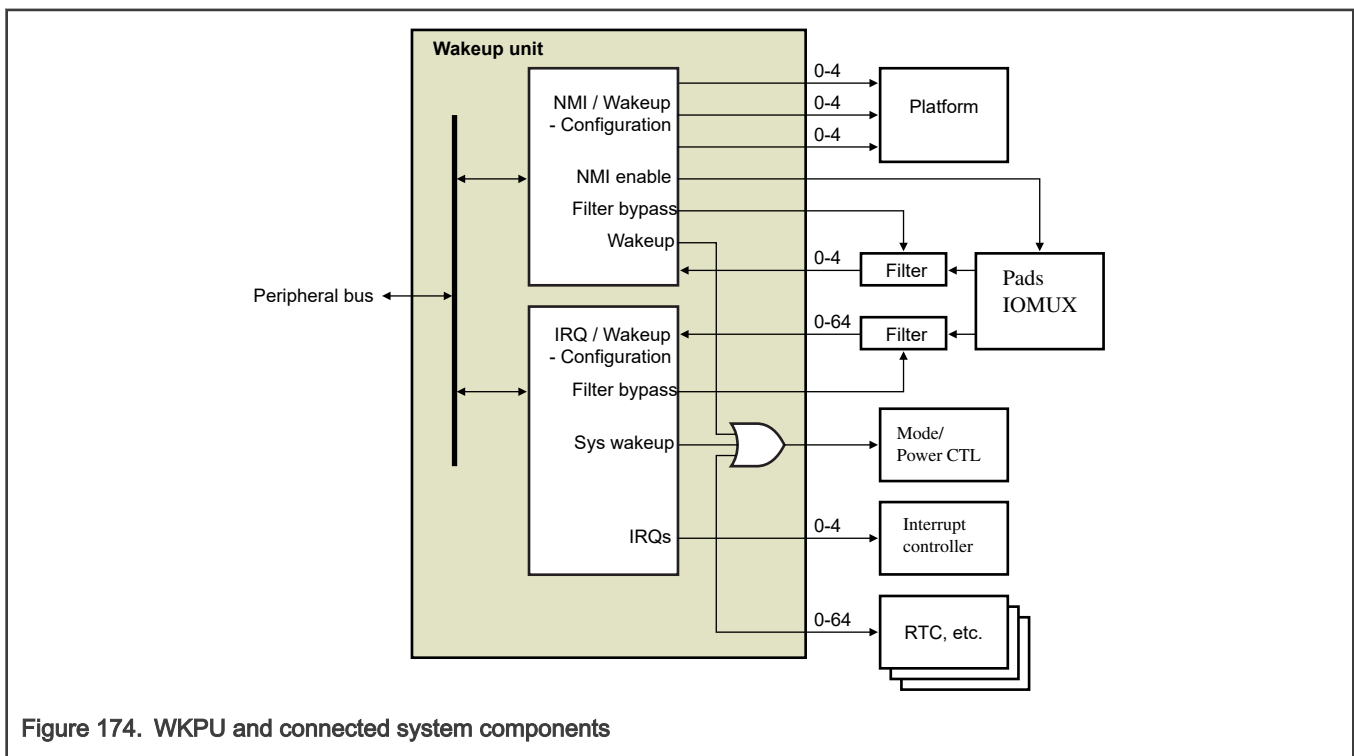 Wakeup unit
NMI / Wakeup
- Configuration
NMI enable
Filter bypass
Wakeup
0-4
0-4
0-4
Platform
0-4
Filter
Pads
IOMUX
Peripheral bus
IRQ / Wakeup
- Configuration
Filter bypass
Sys wakeup
IRQs
0-64
Filter
Mode/
Power CTL
0-4
Interrupt
controller
0-64
RTC, etc.
Figure 174. WKPU and connected system components